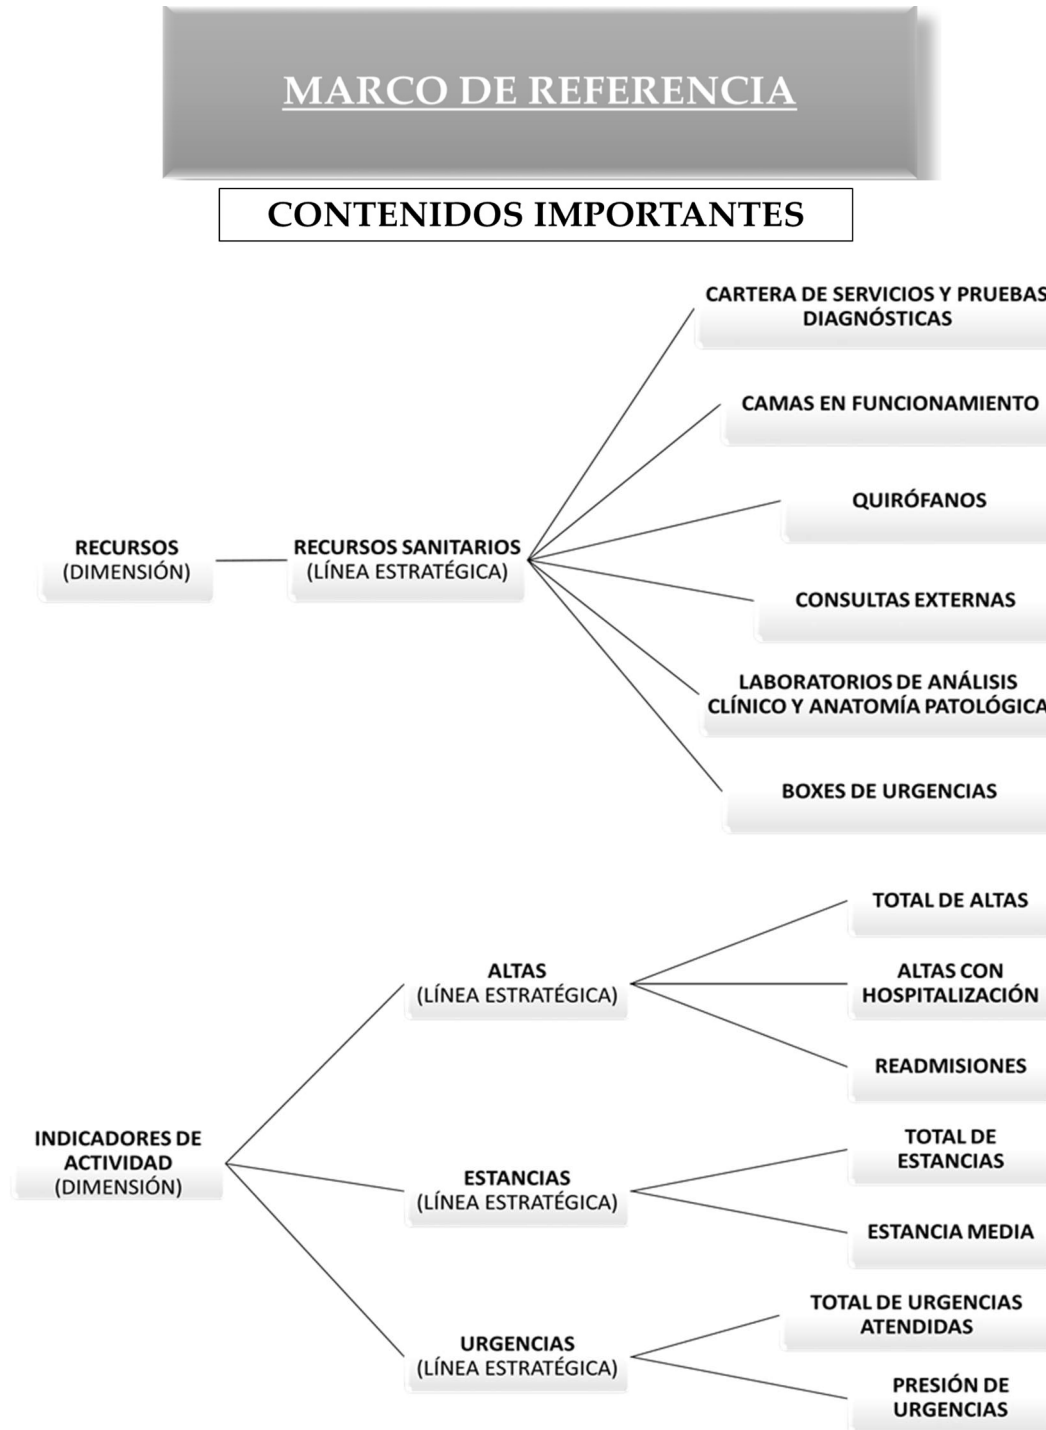 MARCO DE REFERENCIA
CONTENIDOS IMPORTANTES
CARTERA DE SERVICIOS Y PRUEBAS
DIAGNÓSTICAS
CAMAS EN FUNCIONAMIENTO
QUIRÓFANOS
RECURSOS
(DIMENSIÓN)
RECURSOS SANITARIOS
(LÍNEA ESTRATÉGICA)
CONSULTAS EXTERNAS
LABORATORIOS DE ANÁLISIS
CLÍNICO Y ANATOMÍA PATOLÓGICA
BOXES DE URGENCIAS
TOTAL DE ALTAS
ALTAS
(LÍNEA ESTRATÉGICA)
ALTAS CON
HOSPITALIZACIÓN
READMISIONES
INDICADORES DE
ACTIVIDAD
(DIMENSIÓN)
ESTANCIAS
(LÍNEA ESTRATÉGICA)
TOTAL DE
ESTANCIAS
ESTANCIA MEDIA
URGENCIAS
(LÍNEA ESTRATÉGICA)
TOTAL DE URGENCIAS
ATENDIDAS
PRESIÓN DE
URGENCIAS